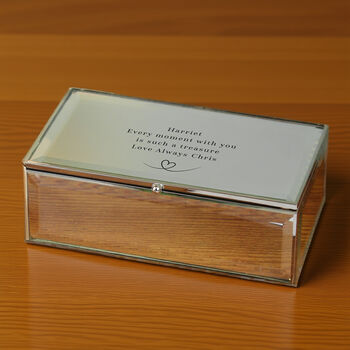 Harriet
Every moment with you
is such a treasure
Love Always Chris